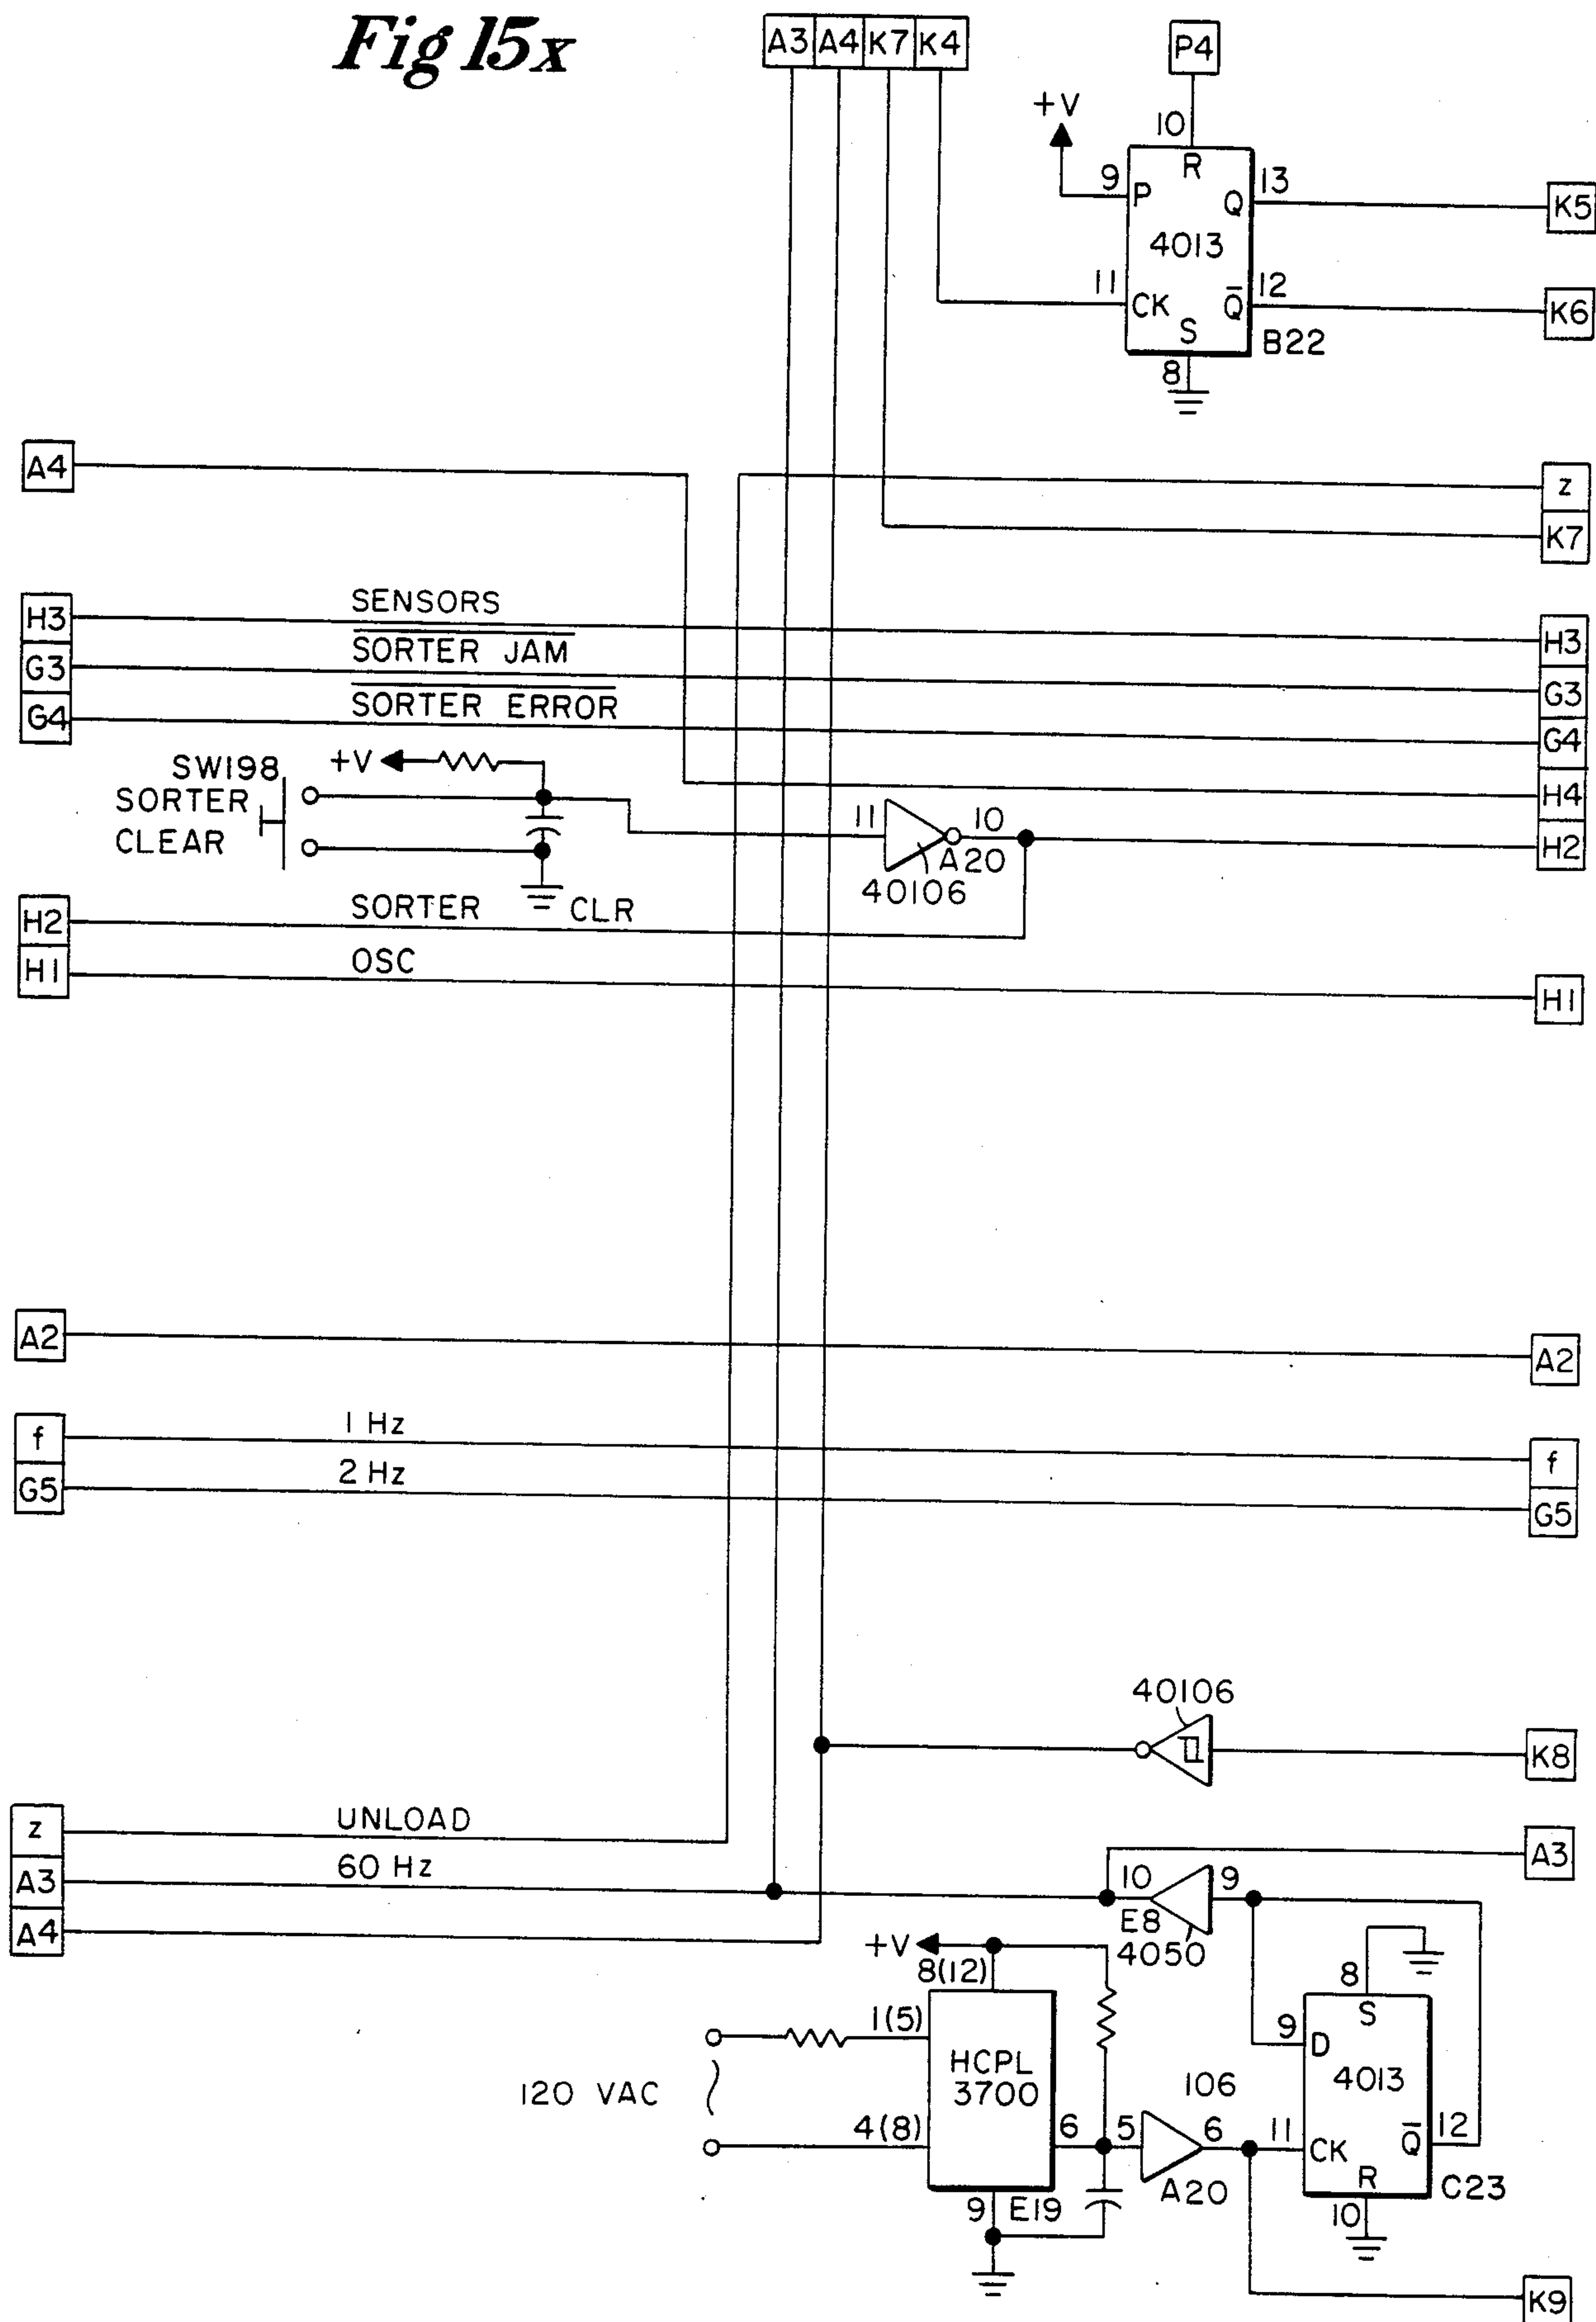 Fig 15x
A3 A4 K7 K4
P4
+V
10
R
9
P
Q
13
K5
4013
11
CK
Q̅
12
K6
S
B22
8
A4
z
K7
H3
SENSORS
H3
G3
S̅O̅R̅T̅E̅R̅ J̅A̅M̅
G3
G4
S̅O̅R̅T̅E̅R̅ E̅R̅R̅O̅R̅
G4
SW198
SORTER
CLEAR
+V
H4
11
10
A20
40106
H2
H2
SORTER CLR
H1
OSC
H1
A2
A2
f
1 Hz
f
G5
2 Hz
G5
40106
K8
z
UNLOAD
A3
60 Hz
A3
10
9
E8
4050
A4
+V
8(12)
8
S
1(5)
9
D
HCPL
3700
4013
120 VAC
106
4(8)
6
5
6
11
CK
Q̅
12
A20
R
C23
9
E19
10
K9